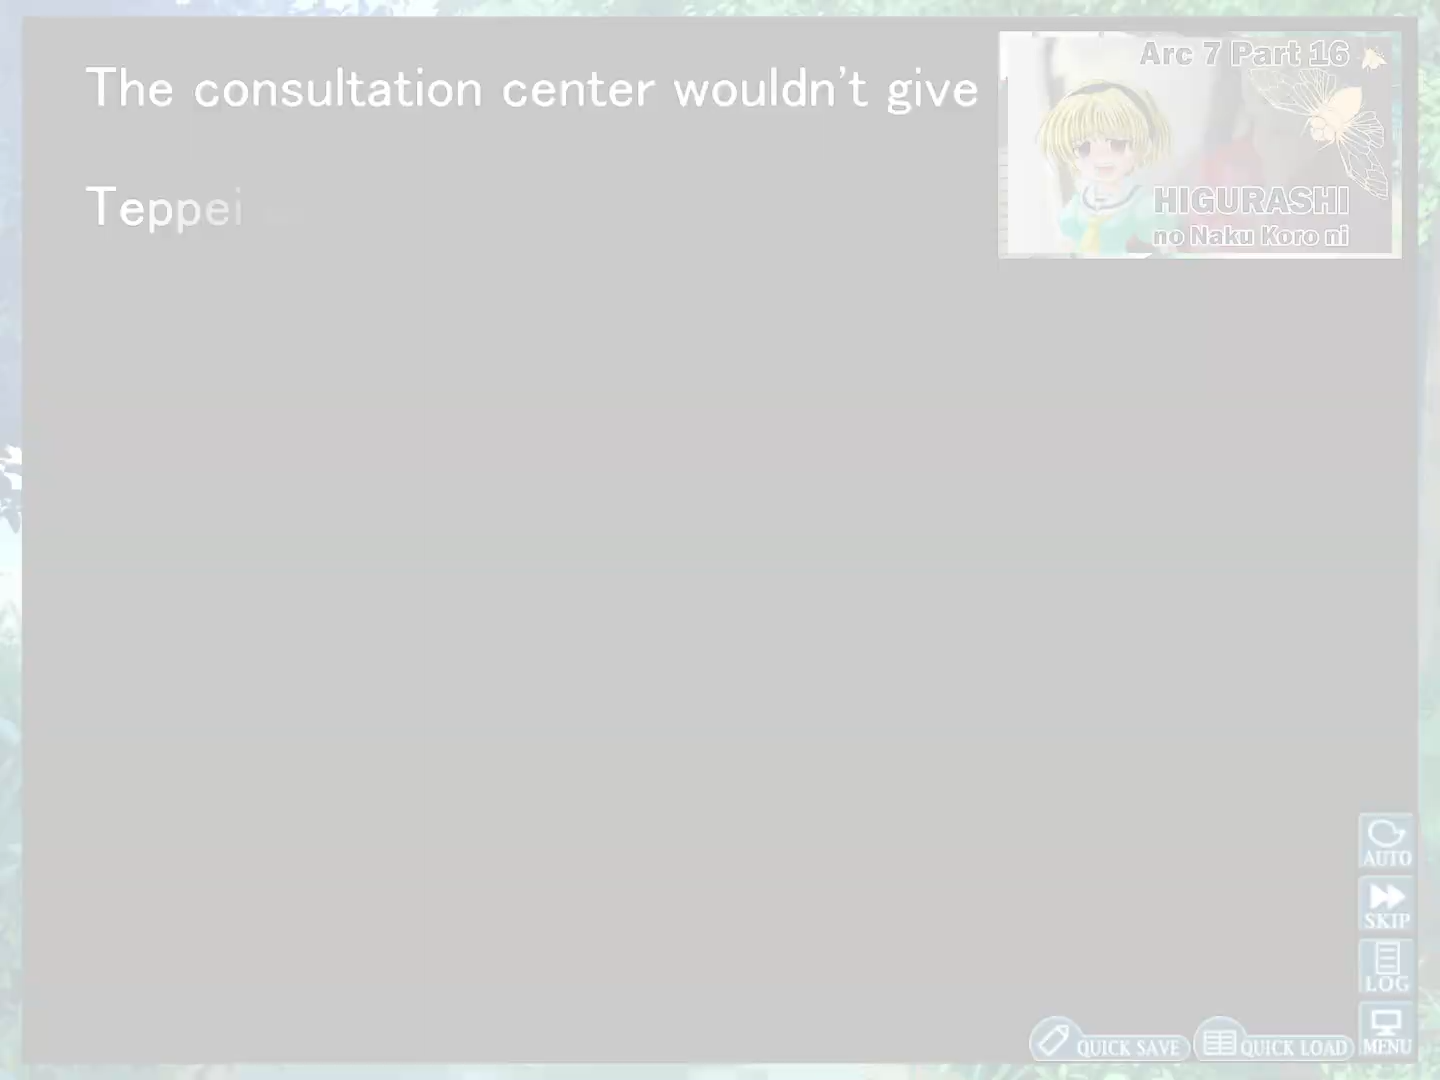 The consultation center wouldn't give
Teppei
Arc 7 Part 16
HIGURASHI
no Naku Koro ni
AUTO
SKIP
LOG
MENU
QUICK SAVE
QUICK LOAD